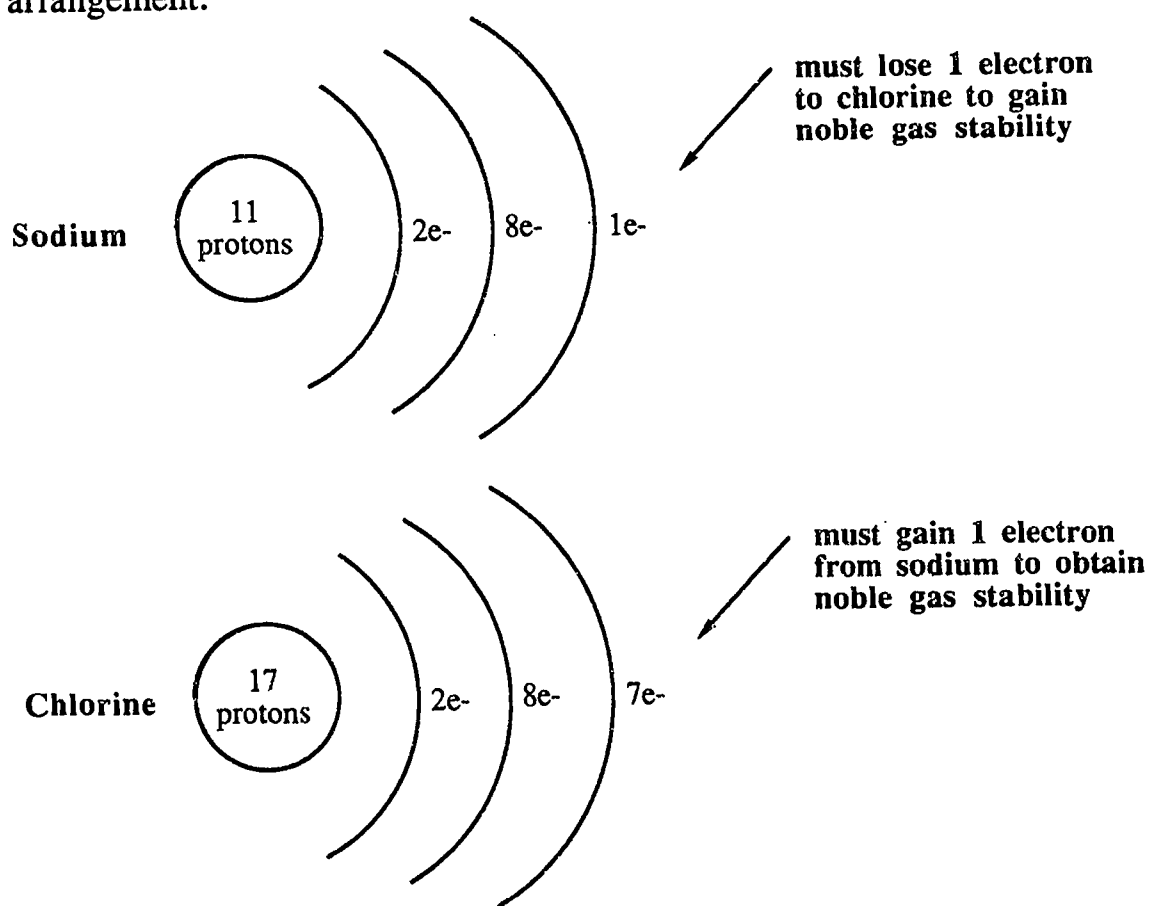 arrangement.
must lose 1 electron
to chlorine to gain
noble gas stability
Sodium
11
protons
2e-
8e-
1e-
must gain 1 electron
from sodium to obtain
noble gas stability
Chlorine
17
protons
2e-
8e-
7e-